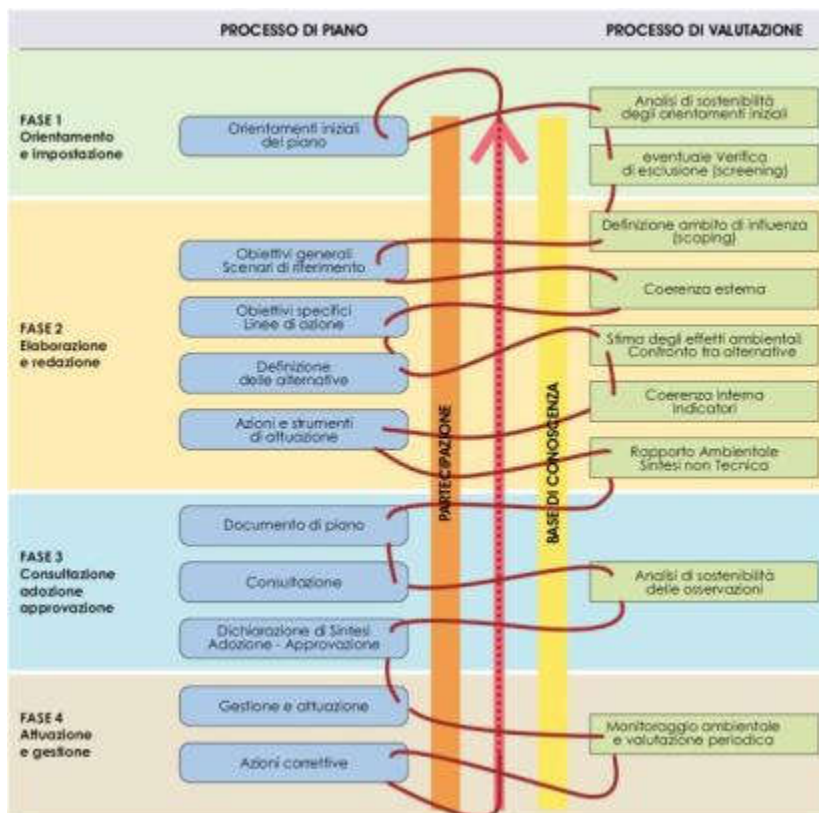 PROCESSO DI PIANO
PROCESSO DI VALUTAZIONE
FASE 1
Orientamento
e impostazione
Orientamenti iniziali
del piano
Analisi di sostenibilità
degli orientamenti iniziali
eventuale Verifica
di esclusione (screening)
FASE 2
Elaborazione
e redazione
Obiettivi generali
Scenari di riferimento
Obiettivi specifici
Linee di azione
Definizione
delle alternative
Azioni e strumenti
di attuazione
Definizione ambito di influenza
(scoping)
Coerenza esterna
Stima degli effetti ambientali
Confronto tra alternative
Coerenza interna
Indicatori
Rapporto Ambientale
Sintesi non Tecnica
PARTECIPAZIONE
BASE DI CONOSCENZA
FASE 3
Consultazione
adozione
approvazione
Documento di piano
Consultazione
Dichiarazione di Sintesi
Adozione - Approvazione
Analisi di sostenibilità
delle osservazioni
FASE 4
Attuazione
e gestione
Gestione e attuazione
Azioni correttive
Monitoraggio ambientale
e valutazione periodica